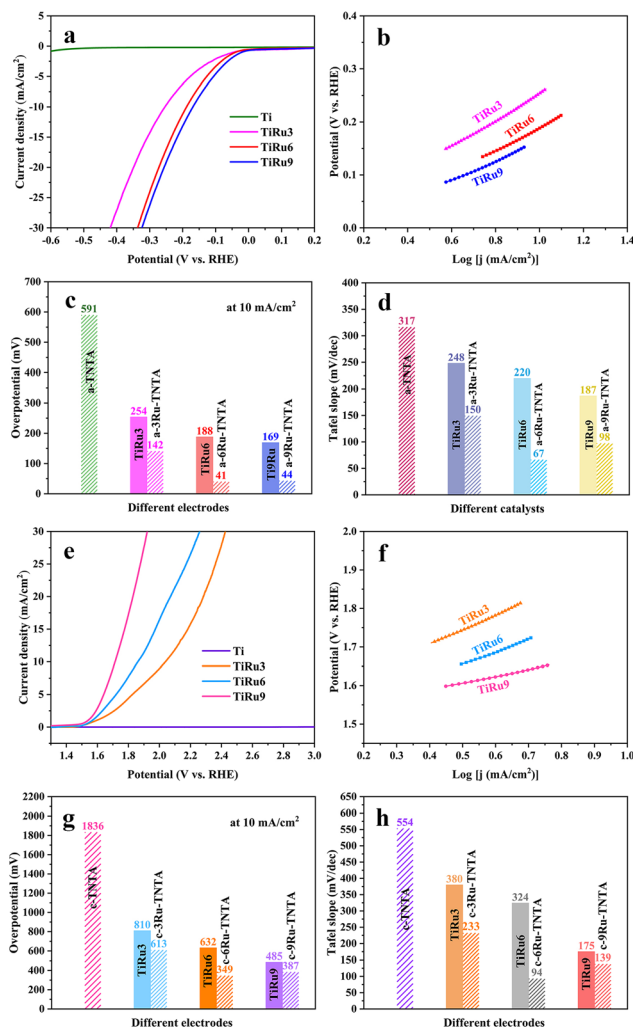 a
5
0
-5
-10
-15
-20
-25
-30
Current density (mA/cm²)
Ti
TiRu3
TiRu6
TiRu9
-0.6
-0.5
-0.4
-0.3
-0.2
-0.1
0.0
0.1
0.2
Potential (V vs. RHE)
b
0.4
0.3
0.2
0.1
0.0
Potential (V vs. RHE)
TiRu3
TiRu6
TiRu9
0.2
0.4
0.6
0.8
1.0
1.2
1.4
Log [j (mA/cm²)]
c
at 10 mA/cm²
700
600
500
400
300
200
100
0
Overpotential (mV)
591
a-TNTA
254
TiRu3
142
a-3Ru-TNTA
188
TiRu6
41
a-6Ru-TNTA
169
Ti9Ru
44
a-9Ru-TNTA
Different electrodes
d
400
350
300
250
200
150
100
50
0
Tafel slope (mV/dec)
317
a-TNTA
248
TiRu3
150
a-3Ru-TNTA
220
TiRu6
67
a-6Ru-TNTA
187
TiRu9
98
a-9Ru-TNTA
Different catalysts
e
30
25
20
15
10
5
0
Current density (mA/cm²)
Ti
TiRu3
TiRu6
TiRu9
1.4
1.6
1.8
2.0
2.2
2.4
2.6
2.8
3.0
Potential (V vs. RHE)
f
2.0
1.9
1.8
1.7
1.6
1.5
Potential (V vs. RHE)
TiRu3
TiRu6
TiRu9
0.3
0.4
0.5
0.6
0.7
0.8
0.9
1.0
Log [j (mA/cm²)]
g
at 10 mA/cm²
2200
2000
1800
1600
1400
1200
1000
800
600
400
200
0
Overpotential (mV)
1836
c-TNTA
810
TiRu3
613
c-3Ru-TNTA
632
TiRu6
349
c-6Ru-TNTA
485
TiRu9
387
c-9Ru-TNTA
Different electrodes
h
650
600
550
500
450
400
350
300
250
200
150
100
50
0
Tafel slope (mV/dec)
554
c-TNTA
380
TiRu3
233
c-3Ru-TNTA
324
TiRu6
94
c-6Ru-TNTA
175
TiRu9
139
c-9Ru-TNTA
Different electrodes